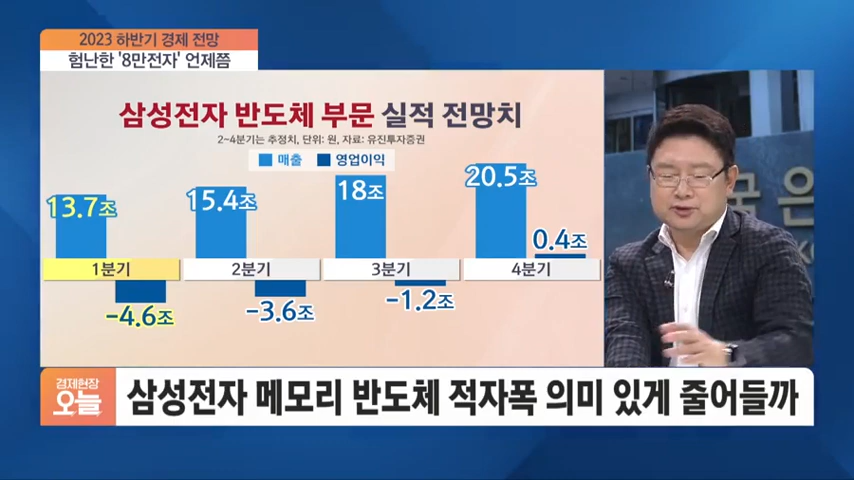 2023 하반기 경제 전망
험난한 '8만전자' 언제쯤
삼성전자 반도체 부문 실적 전망치
2~4분기는 추정치, 단위: 원, 자료: 유진투자증권
매출 영업이익
13.7조 15.4조 18조 20.5조
0.4조
1분기 2분기 3분기 4분기
-4.6조 -3.6조 -1.2조
국 은
경제현장
오늘
삼성전자 메모리 반도체 적자폭 의미 있게 줄어들까